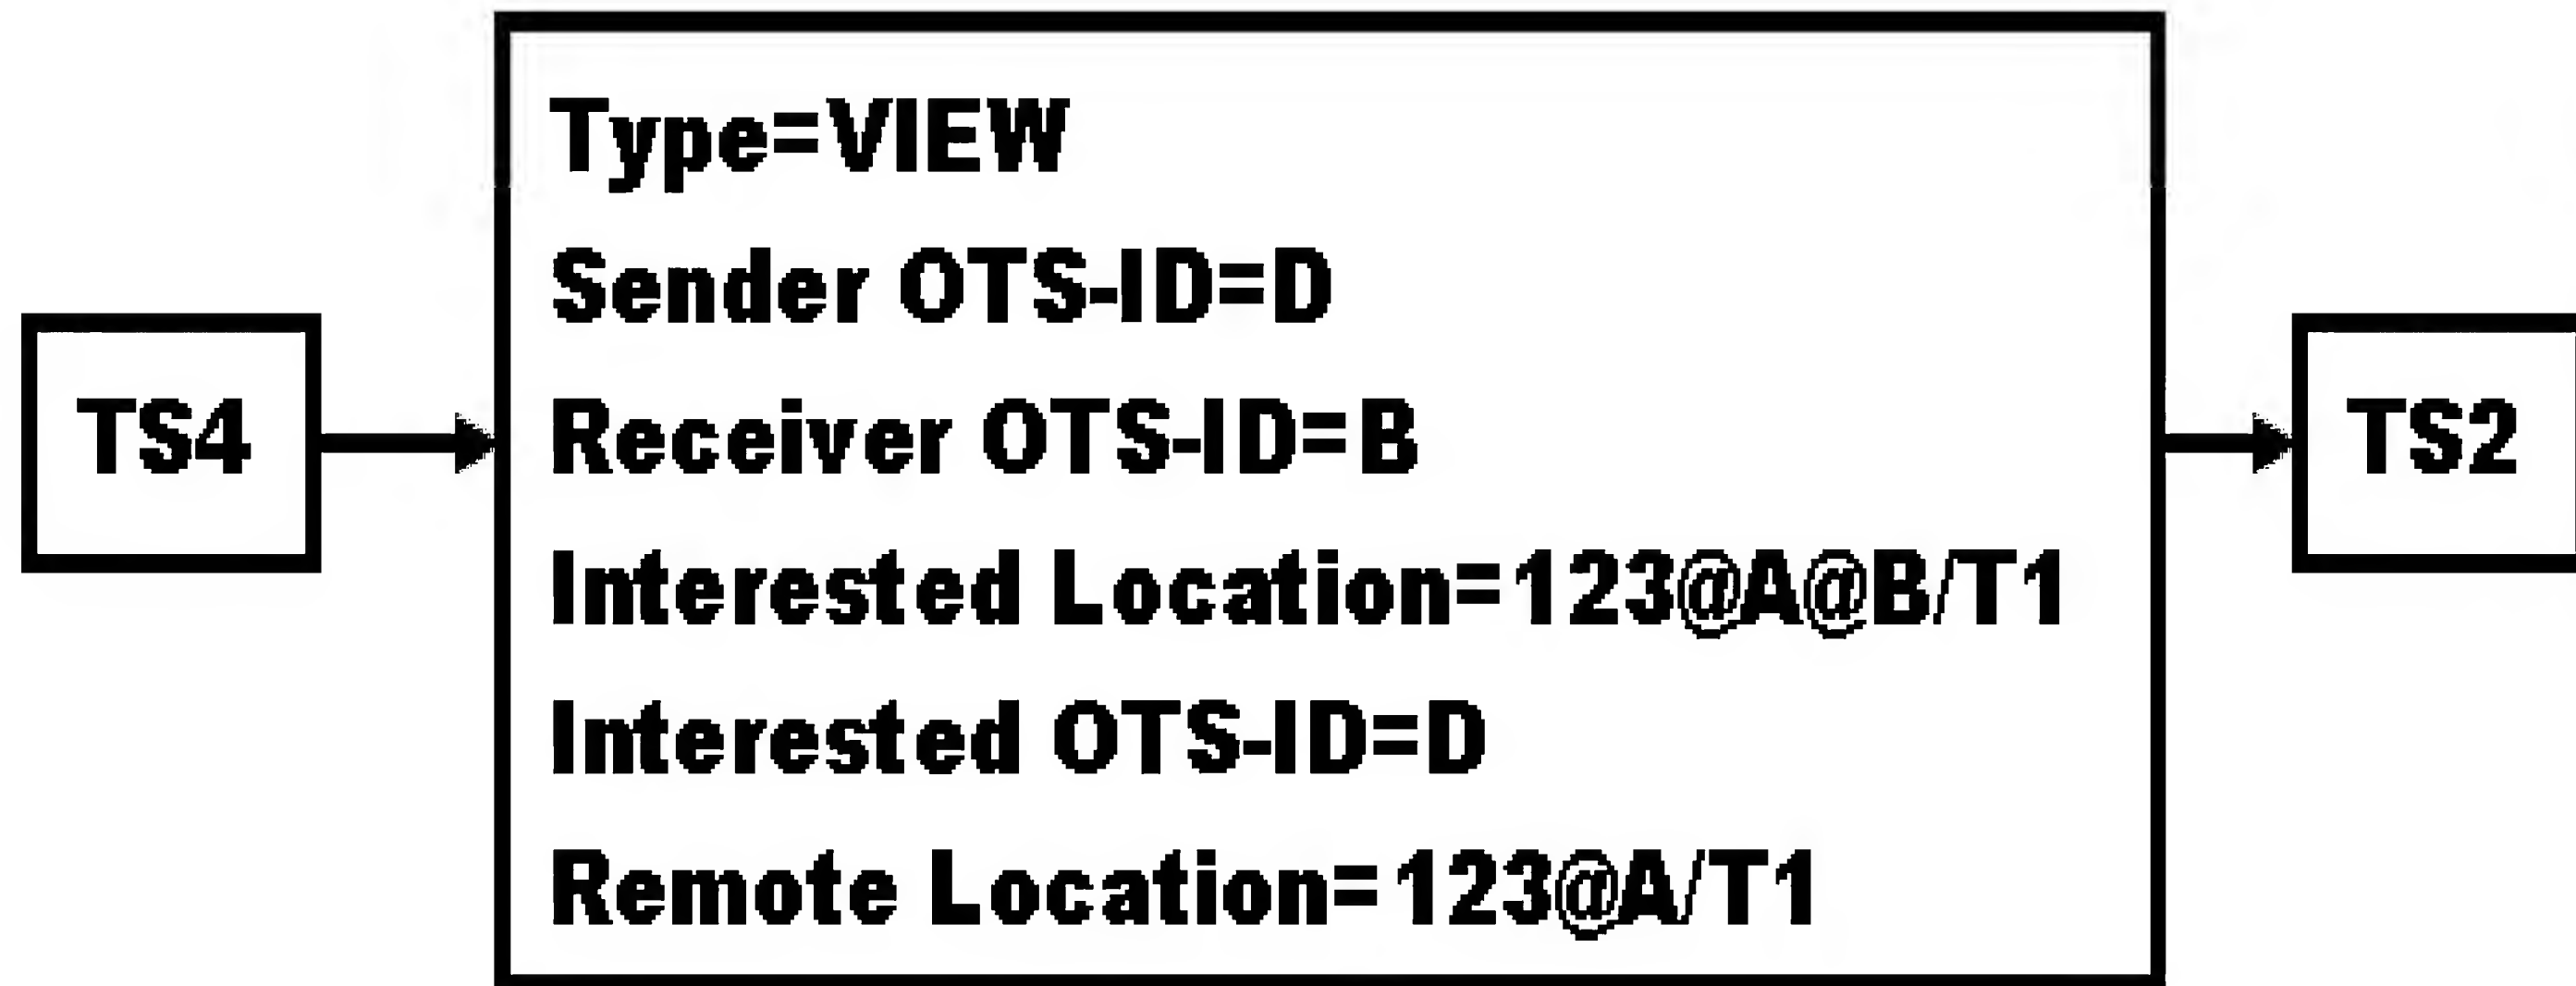 Type=VIEW
Sender OTS-ID=D
TS4
Receiver OTS-ID=B
TS2
Interested Location=123@A@B/T1
Interested OTS-ID=D
Remote Location=123@A/T1